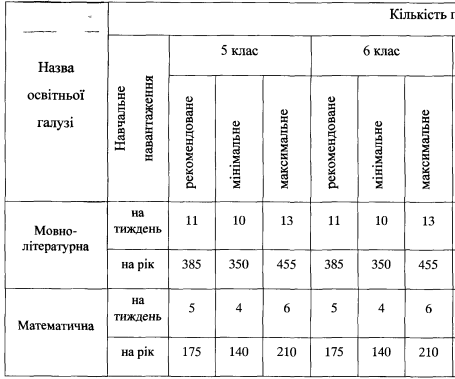 Кількість г
Назва
освітньої
галузі
Навчальне
навантаження
5 клас
6 клас
рекомендоване
мінімальне
максимальне
рекомендоване
мінімальне
максимальне
Мовно-
літературна
на
тиждень
11 10 13 11 10 13
на рік 385 350 455 385 350 455
Математична
на
тиждень
5 4 6 5 4 6
на рік 175 140 210 175 140 210